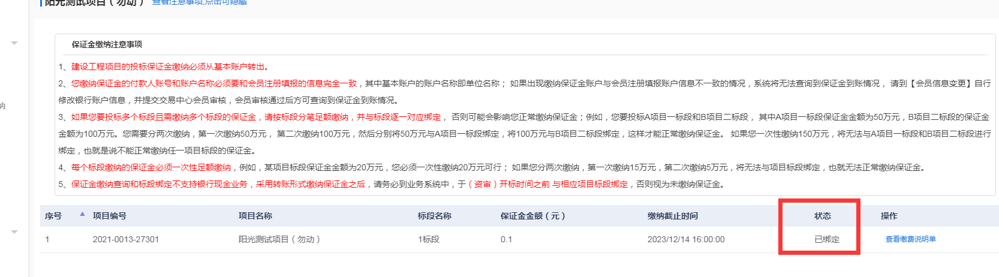 阳光测试项目（勿动） 查看注意事项,点击可隐藏
保证金缴纳注意事项
1、建设工程项目的投标保证金缴纳必须从基本账户转出。
2、您缴纳保证金的付款人账号和账户名称必须要和会员注册填报的信息完全一致，其中基本账户的账户名称即单位名称； 如果出现缴纳保证金账户与会员注册填报账户信息不一致的情况，系统将无法查询到保证金到账情况， 请到【会员信息变更】自行
修改银行账户信息，并提交交易中心会员审核，会员审核通过后方可查询到保证金到账情况。
纳
3、如果您要投标多个标段且需缴纳多个标段的保证金，请按标段分笔足额缴纳，并与标段逐一对应绑定， 否则可能会影响您正常缴纳保证金；例如，您要投标A项目一标段和B项目二标段， 其中A项目一标段保证金金额为50万元，B项目二标段的保证金
金额为100万元。您需要分两次缴纳，第一次缴纳50万元， 第二次缴纳100万元，然后分别将50万元与A项目一标段绑定，将100万元与B项目二标段绑定，这样才能正常缴纳保证金。 如果您一次性缴纳150万元，将无法与A项目一标段和B项目二标段进行
绑定，也就是说不能正常缴纳任一项目标段的保证金。
4、每个标段缴纳的保证金必须一次性足额缴纳，例如，某项目标段保证金金额为20万元，您必须一次性缴纳20万元可行； 如果您分两次缴纳，第一次缴纳15万元，第二次缴纳5万元，将无法与项目标段绑定，也就无法正常缴纳保证金。
5、保证金缴纳查询和标段绑定不支持银行现金业务，采用转账形式缴纳保证金之后，请务必到业务系统中，于（资审）开标时间之前 与相应项目标段绑定，否则视为未缴纳保证金。
序号 项目编号 项目名称 标段名称 保证金金额（元） 缴纳截止时间 状态 操作
1 2021-0013-27301 阳光测试项目（勿动） 1标段 0.1 2023/12/14 16:00:00 已绑定 查看缴费说明单